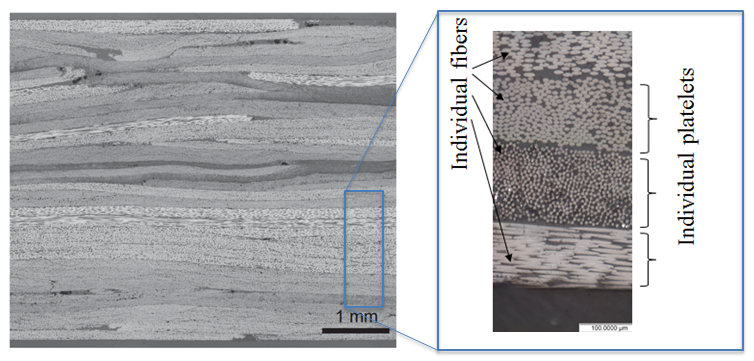 1 mm
Individual fibers
Individual platelets
100.0000 μm